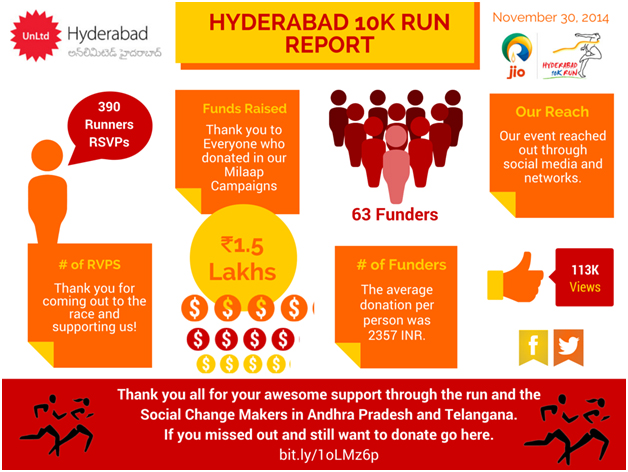 UnLtd
Hyderabad
అన్‌లిమిటెడ్ హైదరాబాద్
HYDERABAD 10K RUN
REPORT
November 30, 2014
Jio
HYDERABAD
10K RUN
390
Runners
RSVPs
# of RVPS
Thank you for
coming out to the
race and
supporting us!
Funds Raised
Thank you to
Everyone who
donated in our
Milaap
Campaigns
₹1.5
Lakhs
$ $ $ $
$ $ $ $
$ $ $ $ $
63 Funders
# of Funders
The average
donation per
person was
2357 INR.
Our Reach
Our event reached
out through
social media and
networks.
113K
Views
f
Thank you all for your awesome support through the run and the
Social Change Makers in Andhra Pradesh and Telangana.
If you missed out and still want to donate go here.
bit.ly/1oLMz6p